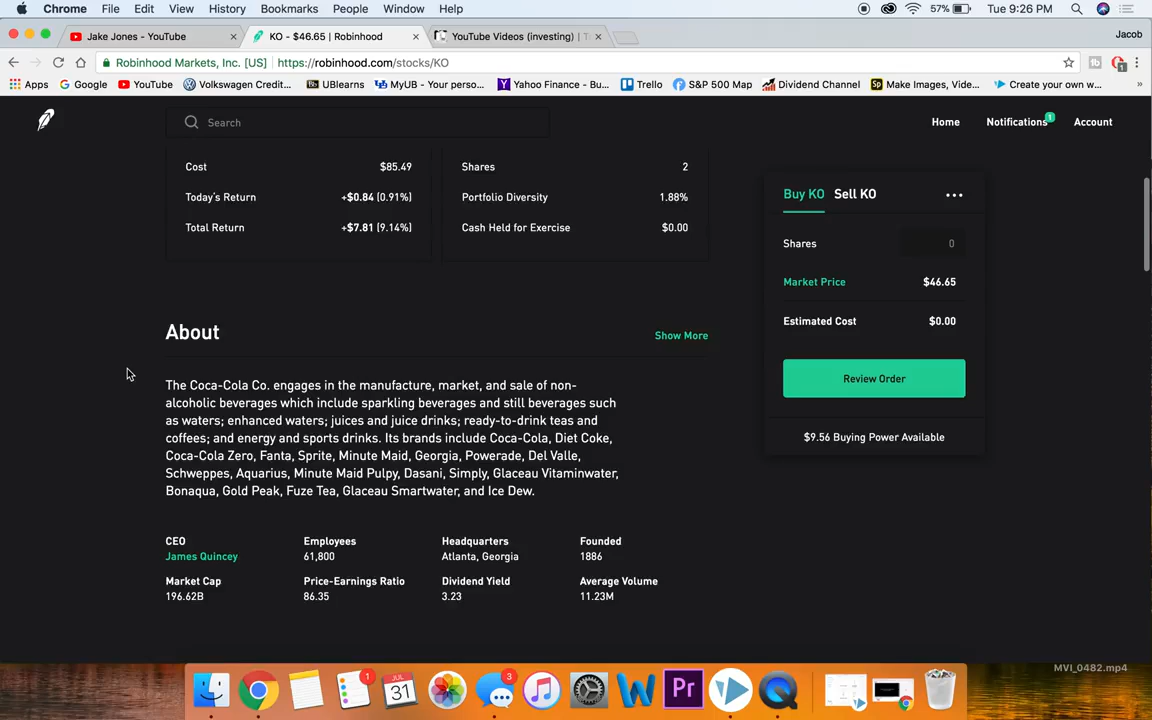 Chrome File Edit View History Bookmarks People Window Help 57% Tue 9:26 PM
Jake Jones - YouTube KO - $46.65 | Robinhood YouTube Videos (investing) | T Jacob
Robinhood Markets, Inc. [US] https://robinhood.com/stocks/KO
Apps Google YouTube Volkswagen Credit... UBlearns MyUB - Your perso... Yahoo Finance - Bu... Trello S&P 500 Map Dividend Channel Make Images, Vide... Create your own w... »
Search Home Notifications 1 Account
Cost $85.49 Shares 2
Today's Return +$0.84 (0.91%) Portfolio Diversity 1.88%
Total Return +$7.81 (9.14%) Cash Held for Exercise $0.00
Buy KO Sell KO
Shares 0
Market Price $46.65
Estimated Cost $0.00
Review Order
$9.56 Buying Power Available
About Show More
The Coca-Cola Co. engages in the manufacture, market, and sale of non-
alcoholic beverages which include sparkling beverages and still beverages such
as waters; enhanced waters; juices and juice drinks; ready-to-drink teas and
coffees; and energy and sports drinks. Its brands include Coca-Cola, Diet Coke,
Coca-Cola Zero, Fanta, Sprite, Minute Maid, Georgia, Powerade, Del Valle,
Schweppes, Aquarius, Minute Maid Pulpy, Dasani, Simply, Glaceau Vitaminwater,
Bonaqua, Gold Peak, Fuze Tea, Glaceau Smartwater, and Ice Dew.
CEO Employees Headquarters Founded
James Quincey 61,800 Atlanta, Georgia 1886
Market Cap Price-Earnings Ratio Dividend Yield Average Volume
196.62B 86.35 3.23 11.23M
MVI_0482.mp4
1 JUL 31 3 W Pr